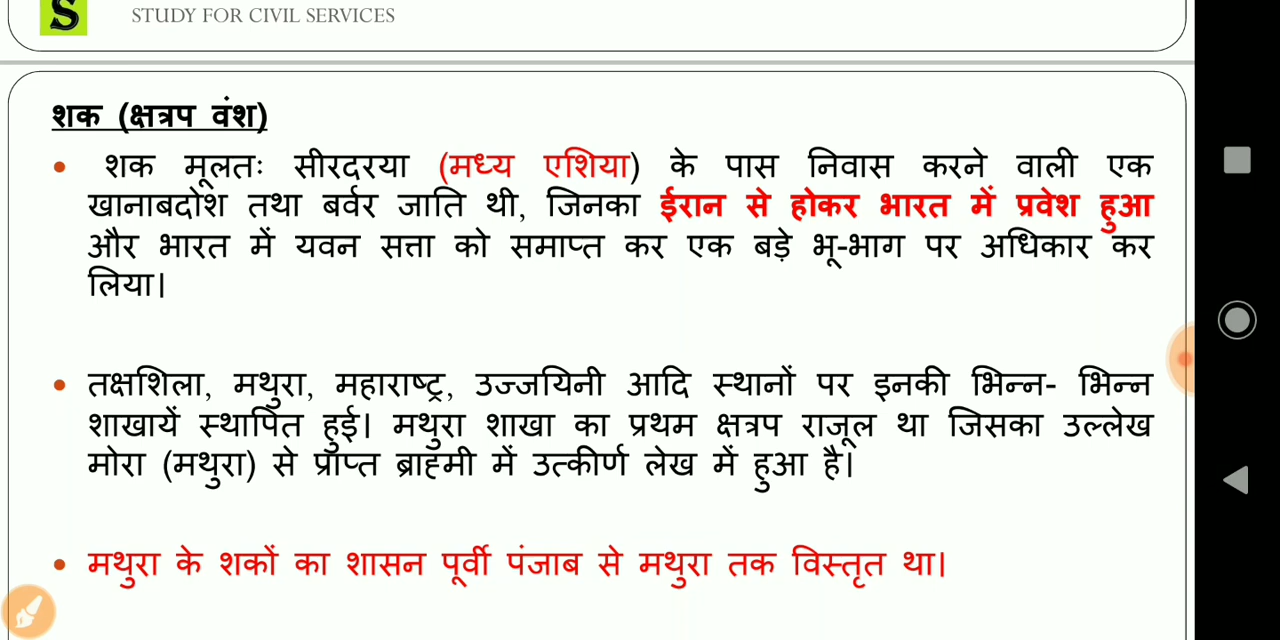 S
STUDY FOR CIVIL SERVICES
शक (क्षत्रप वंश)
• शक मूलतः सीरदरया (मध्य एशिया) के पास निवास करने वाली एक
खानाबदोश तथा बर्वर जाति थी, जिनका ईरान से होकर भारत में प्रवेश हुआ
और भारत में यवन सत्ता को समाप्त कर एक बड़े भू-भाग पर अधिकार कर
लिया।
• तक्षशिला, मथुरा, महाराष्ट्र, उज्जयिनी आदि स्थानों पर इनकी भिन्न- भिन्न
शाखायें स्थापित हुई। मथुरा शाखा का प्रथम क्षत्रप राजूल था जिसका उल्लेख
मोरा (मथुरा) से प्राप्त ब्राह्मी में उत्कीर्ण लेख में हुआ है।
• मथुरा के शकों का शासन पूर्वी पंजाब से मथुरा तक विस्तृत था।